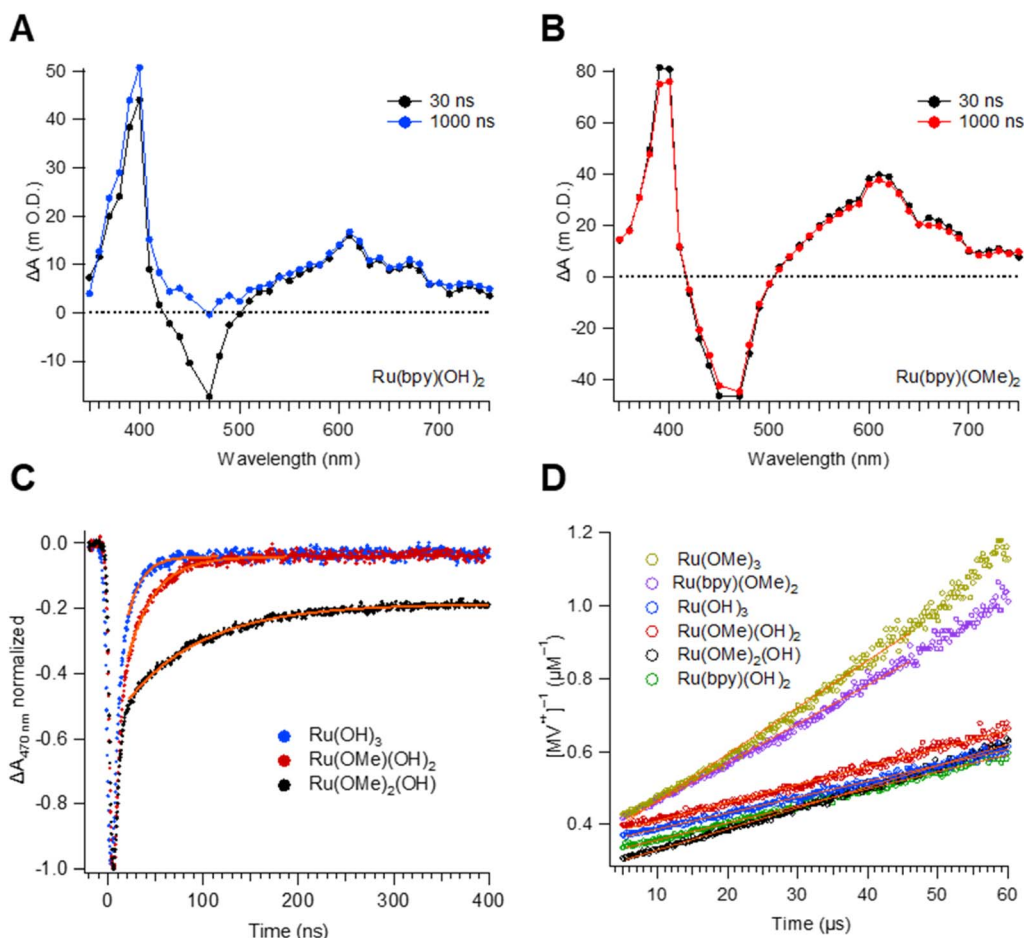 A
50
40
30
20
10
0
-10
ΔA (m O.D.)
30 ns
1000 ns
Ru(bpy)(OH)₂
400
500
600
700
Wavelength (nm)
B
80
60
40
20
0
-20
-40
ΔA (m O.D.)
30 ns
1000 ns
Ru(bpy)(OMe)₂
400
500
600
700
Wavelength (nm)
C
0.0
-0.2
-0.4
-0.6
-0.8
-1.0
ΔA₄₇₀ ₙₘ normalized
Ru(OH)₃
Ru(OMe)(OH)₂
Ru(OMe)₂(OH)
0
100
200
300
400
Time (ns)
D
1.2
1.0
0.8
0.6
0.4
[MV•⁺]⁻¹ (μM⁻¹)
Ru(OMe)₃
Ru(bpy)(OMe)₂
Ru(OH)₃
Ru(OMe)(OH)₂
Ru(OMe)₂(OH)
Ru(bpy)(OH)₂
10
20
30
40
50
60
Time (μs)